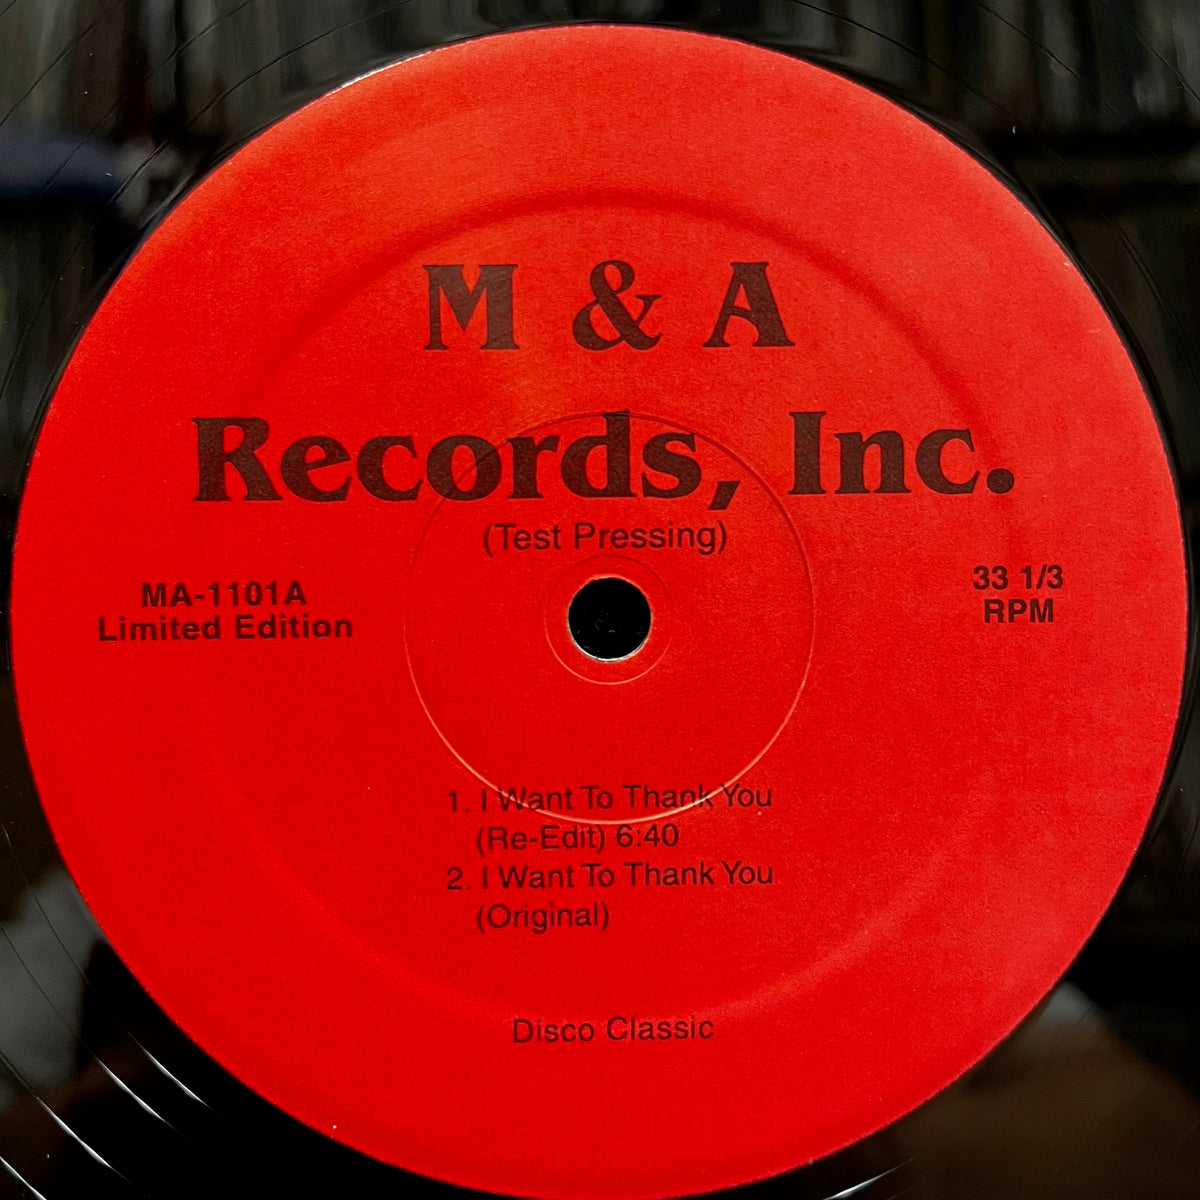 M & A
Records, Inc.
(Test Pressing)
MA-1101A
Limited Edition
33 1/3
RPM
1. I Want To Thank You
(Re-Edit) 6:40
2. I Want To Thank You
(Original)
Disco Classic